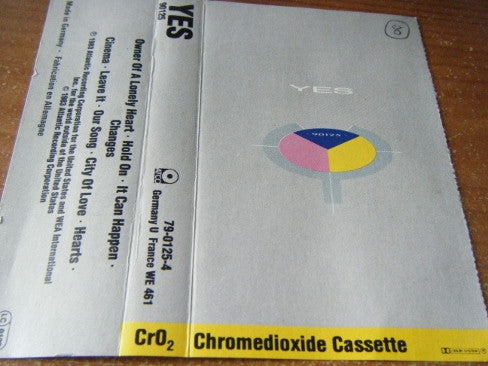 YES
90125
YES
90125
ATCO
79-0125-4
Germany U France WE 461
Owner Of A Lonely Heart · Hold On · It Can Happen ·
Changes
Cinema · Leave It · Our Song · City Of Love · Hearts ·
℗ 1983 Atlantic Recording Corporation for the United States and WEA International
Inc. for the world outside of the United States
© 1983 Atlantic Recording Corporation
Made in Germany · Fabrication en Allemagne
CrO₂ Chromedioxide Cassette
8
LC